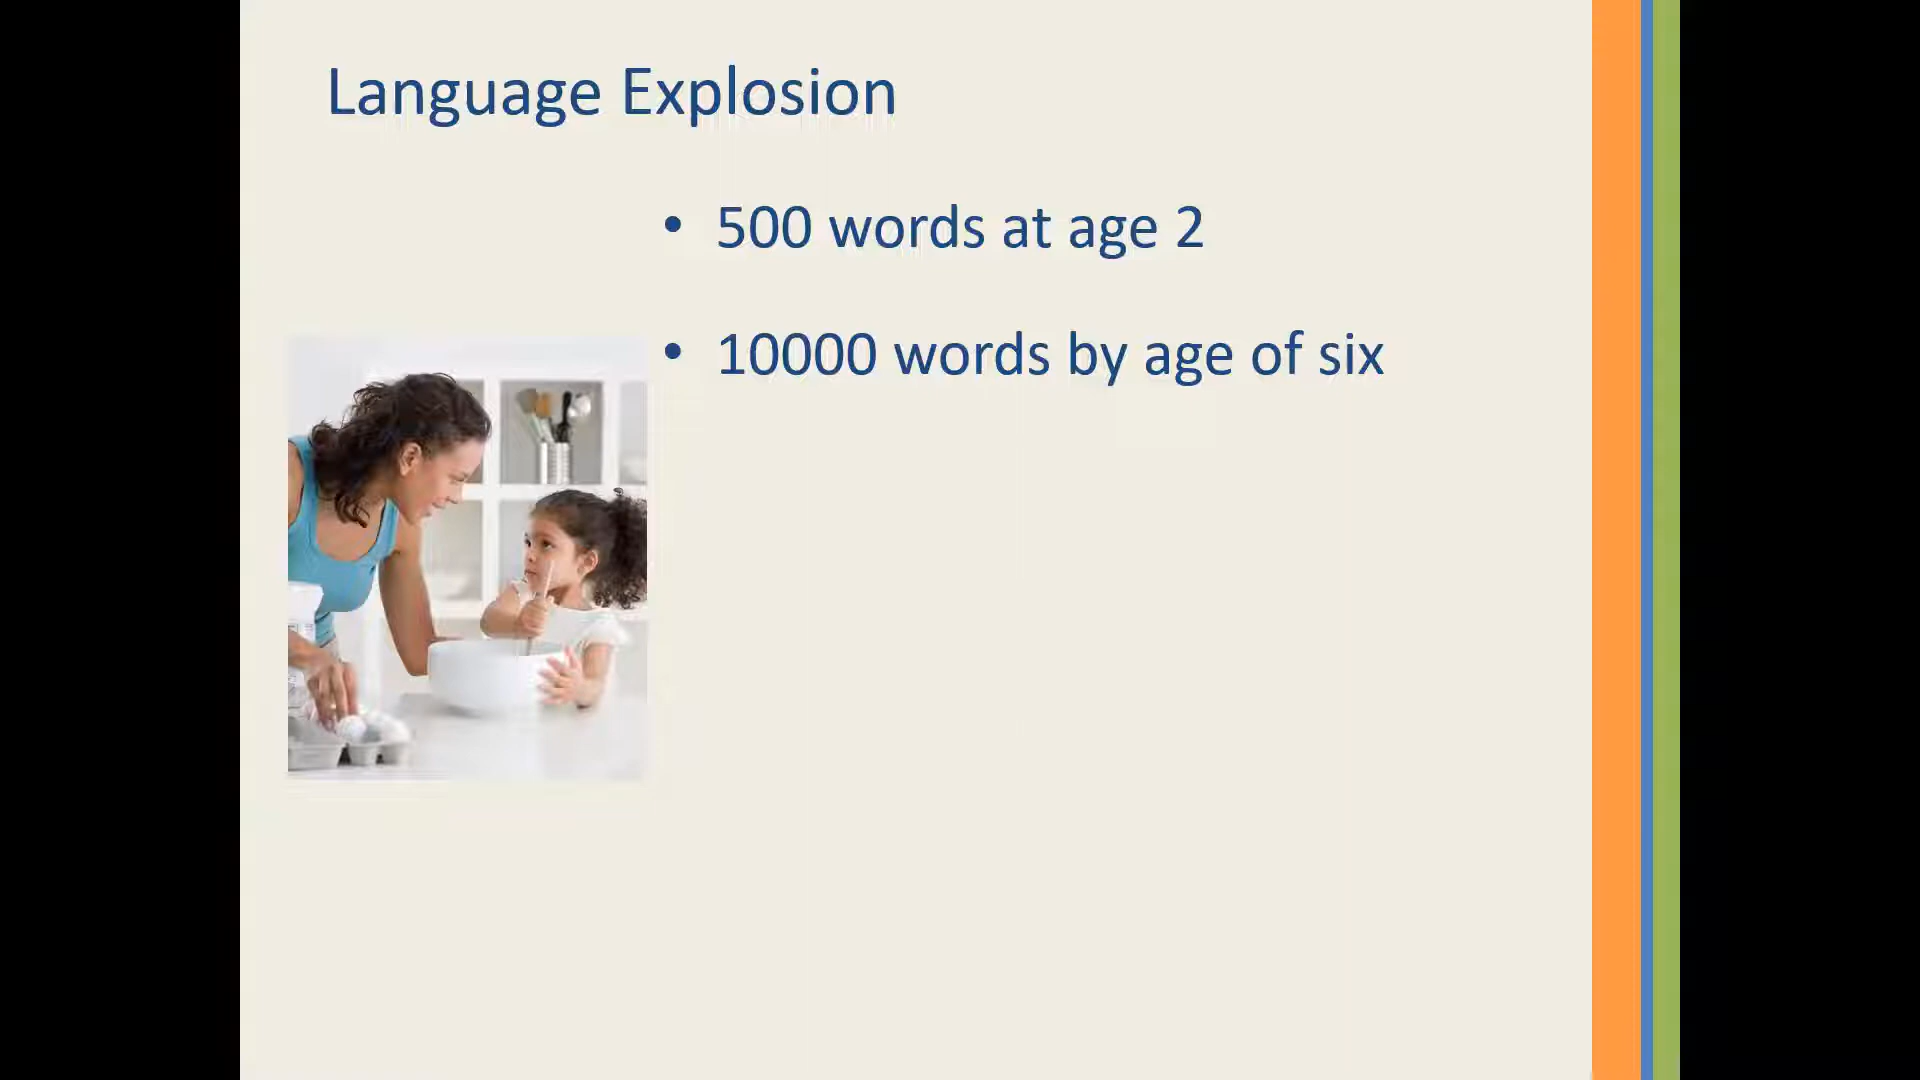 Language Explosion
• 500 words at age 2
• 10000 words by age of six